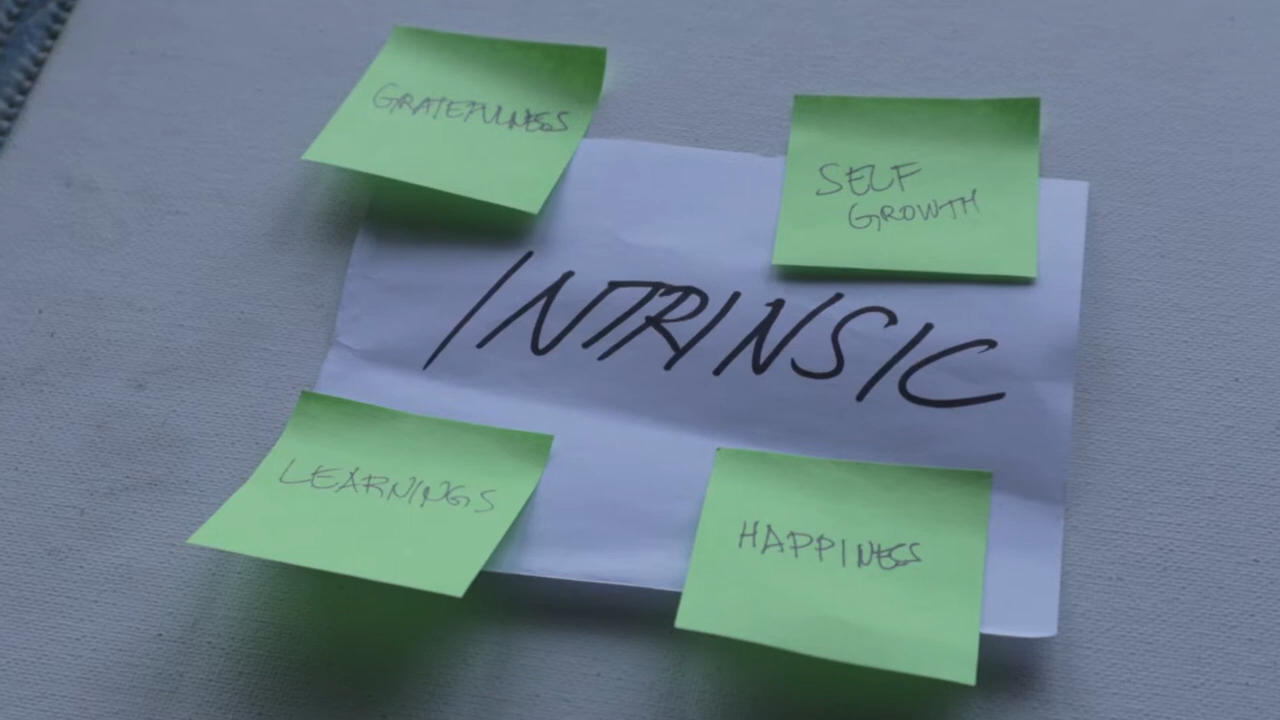 GRATEFULNESS
SELF
GROWTH
INTRINSIC
LEARNINGS
HAPPINESS